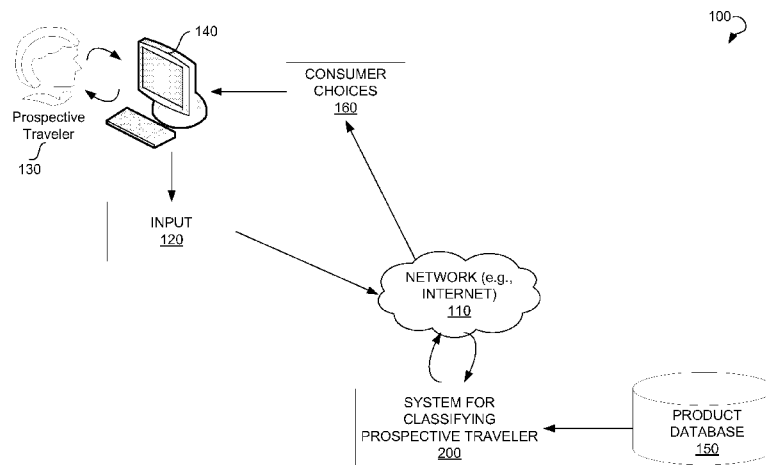 100
140
CONSUMER
CHOICES
160
Prospective
Traveler
130
INPUT
120
NETWORK (e.g.,
INTERNET)
110
SYSTEM FOR
CLASSIFYING
PROSPECTIVE TRAVELER
200
PRODUCT
DATABASE
150